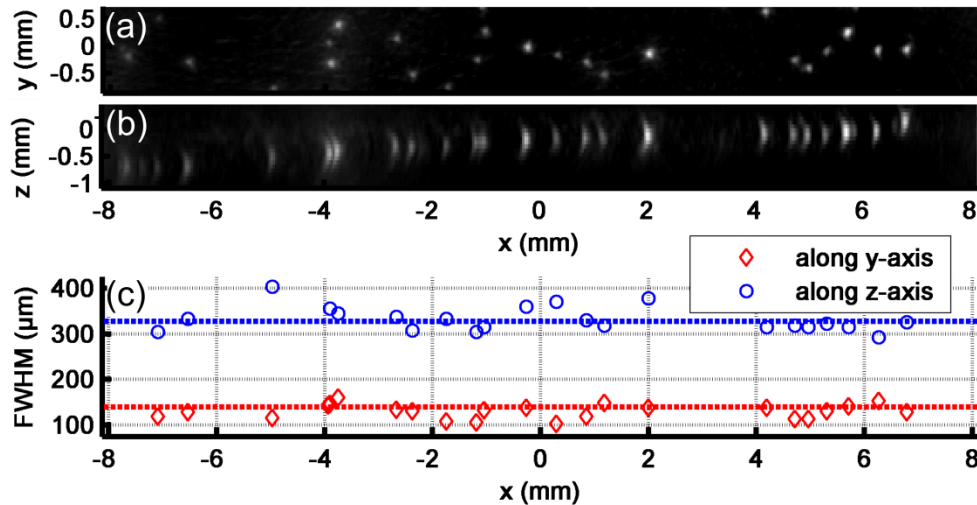 (a)
y (mm)
0.5
0
-0.5
(b)
z (mm)
0
-0.5
-1
-8 -6 -4 -2 0 2 4 6 8
x (mm)
along y-axis
along z-axis
(c)
FWHM (µm)
400
300
200
100
-8 -6 -4 -2 0 2 4 6 8
x (mm)